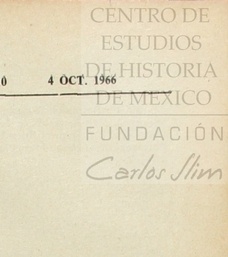 CENTRO DE
ESTUDIOS
DE HISTORIA
DE MÉXICO
0 4 OCT. 1966
FUNDACIÓN
Carlos Slim